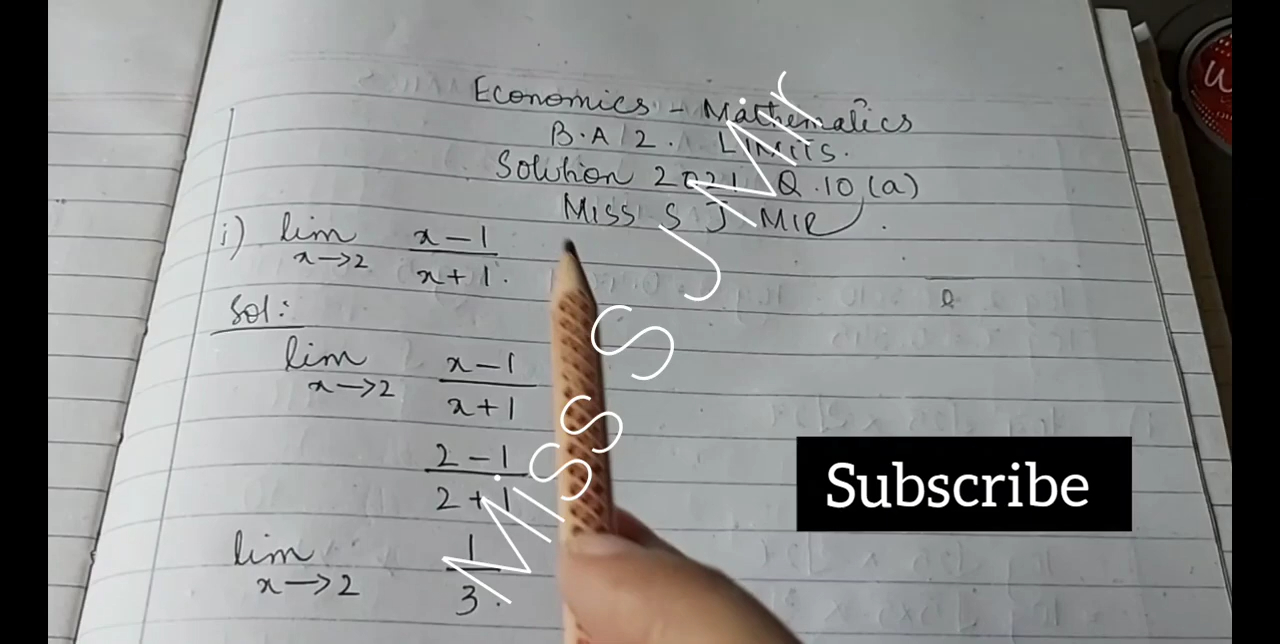 Economics - Mathematics
B.A 2. LIMITS.
Solution 2021 Q.10 (a)
MISS S J MIR.
i) lim x→2 x-1/x+1.
Sol:
lim x→2 x-1/x+1
2-1/2+1
lim x→2 1/3.
Miss S J Mir
Subscribe